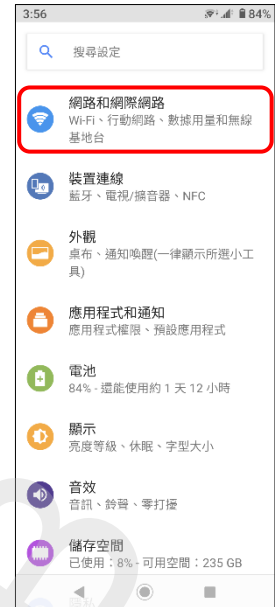 3:56 84%
搜尋設定
網路和網際網路
Wi-Fi、行動網路、數據用量和無線
基地台
裝置連線
藍牙、電視/擴音器、NFC
外觀
桌布、通知喚醒(一律顯示所選小工
具)
應用程式和通知
應用程式權限、預設應用程式
電池
84% - 還能使用約 1 天 12 小時
顯示
亮度等級、休眠、字型大小
音效
音訊、鈴聲、零打擾
儲存空間
已使用：8% - 可用空間：235 GB